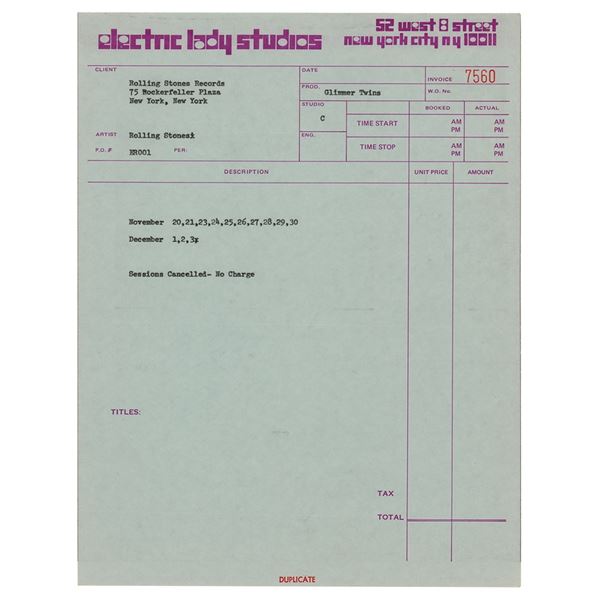 electric lady studios
52 west 8 street
new york city ny 10011
CLIENT
Rolling Stones Records
75 Rockerfeller Plaza
New York, New York
DATE
INVOICE 7560
PROD.
Glimmer Twins
W.O. No.
STUDIO
C
BOOKED ACTUAL
TIME START AM PM AM PM
ARTIST Rolling Stones
ENG.
TIME STOP AM PM AM PM
P.O. # RR001 PER:
DESCRIPTION UNIT PRICE AMOUNT
November 20,21,23,24,25,26,27,28,29,30
December 1,2,3
Sessions Cancelled- No Charge
TITLES:
TAX
TOTAL
DUPLICATE